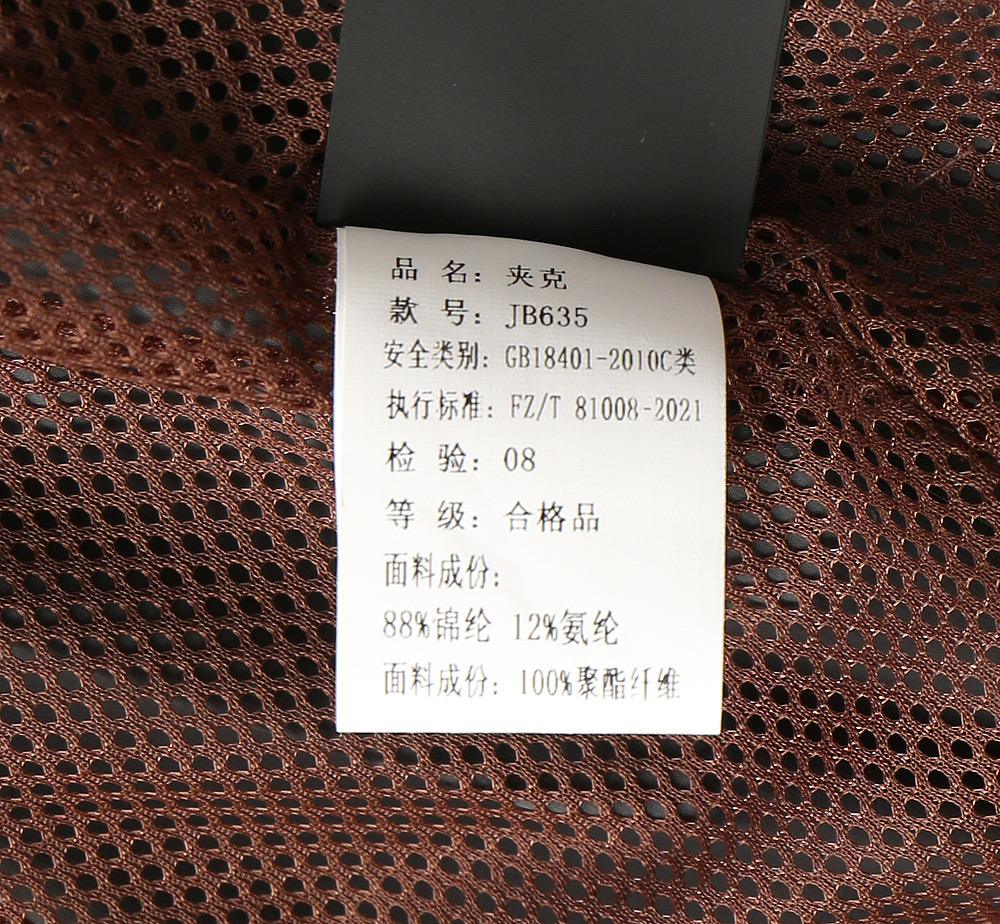 品 名：夹克
款 号：JB635
安全类别：GB18401-2010C类
执行标准：FZ/T 81008-2021
检 验：08
等 级：合格品
面料成份：
88%锦纶 12%氨纶
面料成份：100%聚酯纤维